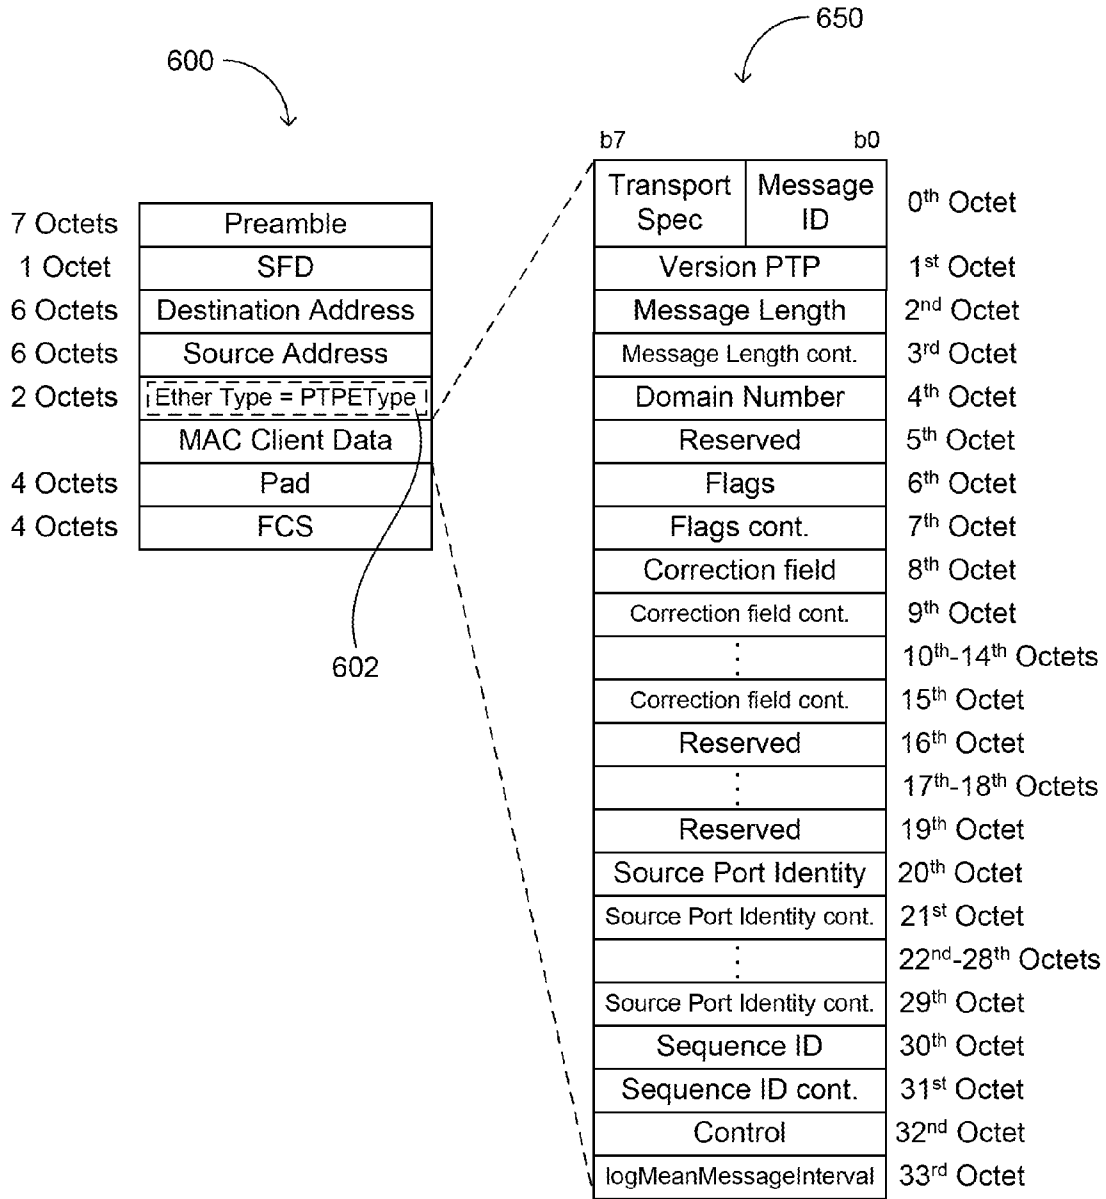 600
650
b7 b0
7 Octets Preamble
1 Octet SFD
6 Octets Destination Address
6 Octets Source Address
2 Octets Ether Type = PTPEType
MAC Client Data
4 Octets Pad
4 Octets FCS
602
Transport Spec Message ID 0th Octet
Version PTP 1st Octet
Message Length 2nd Octet
Message Length cont. 3rd Octet
Domain Number 4th Octet
Reserved 5th Octet
Flags 6th Octet
Flags cont. 7th Octet
Correction field 8th Octet
Correction field cont. 9th Octet
⋮ 10th-14th Octets
Correction field cont. 15th Octet
Reserved 16th Octet
⋮ 17th-18th Octets
Reserved 19th Octet
Source Port Identity 20th Octet
Source Port Identity cont. 21st Octet
⋮ 22nd-28th Octets
Source Port Identity cont. 29th Octet
Sequence ID 30th Octet
Sequence ID cont. 31st Octet
Control 32nd Octet
logMeanMessageInterval 33rd Octet